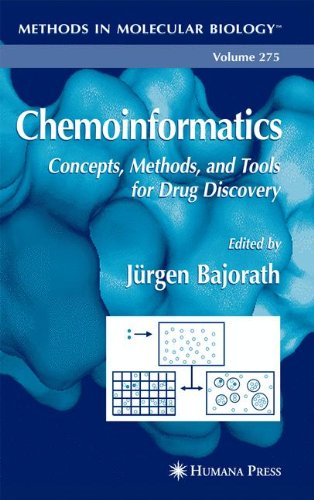 METHODS IN MOLECULAR BIOLOGY™
Volume 275
Chemoinformatics
Concepts, Methods, and Tools
for Drug Discovery
Edited by
Jürgen Bajorath
HUMANA PRESS